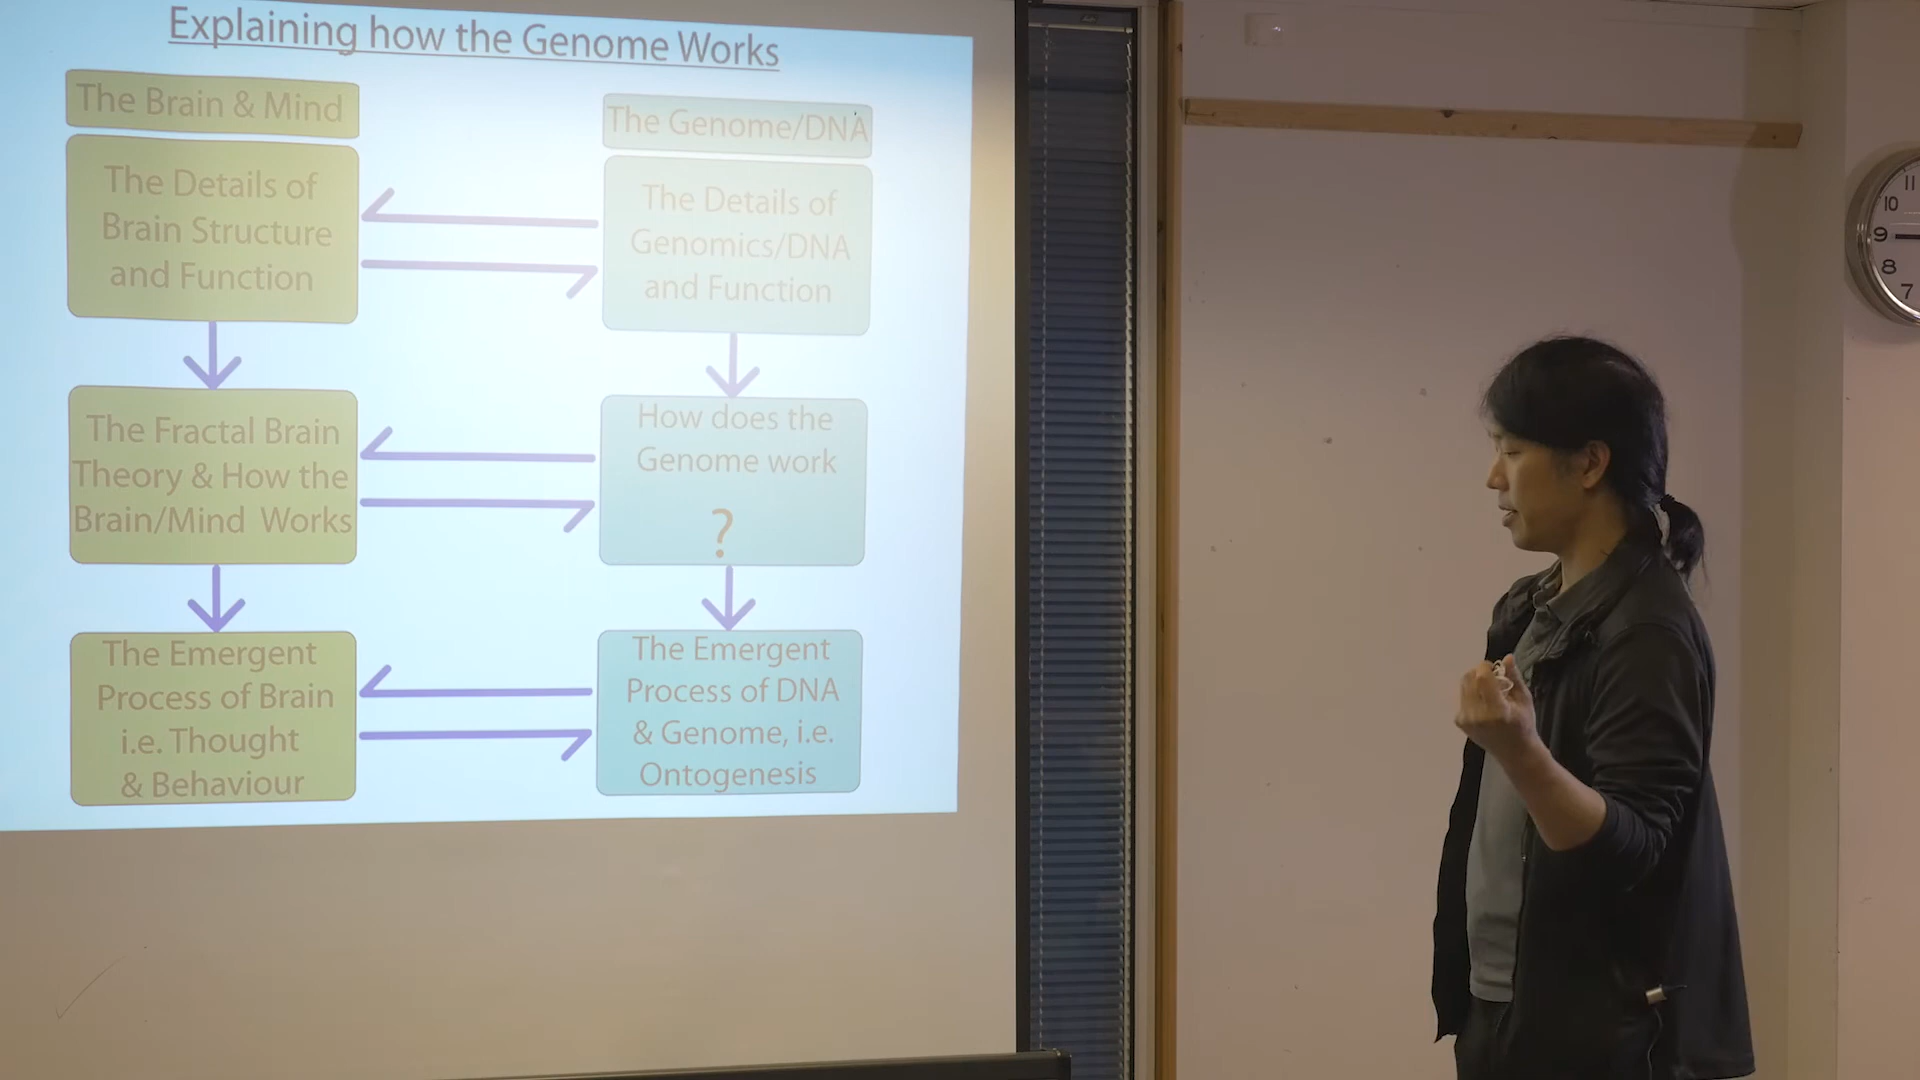 Explaining how the Genome Works
The Brain & Mind
The Details of
Brain Structure
and Function
The Fractal Brain
Theory & How the
Brain/Mind Works
The Emergent
Process of Brain
i.e. Thought
& Behaviour
The Genome/DNA
The Details of
Genomics/DNA
and Function
How does the
Genome work
?
The Emergent
Process of DNA
& Genome, i.e.
Ontogenesis
11
10
9
8
7